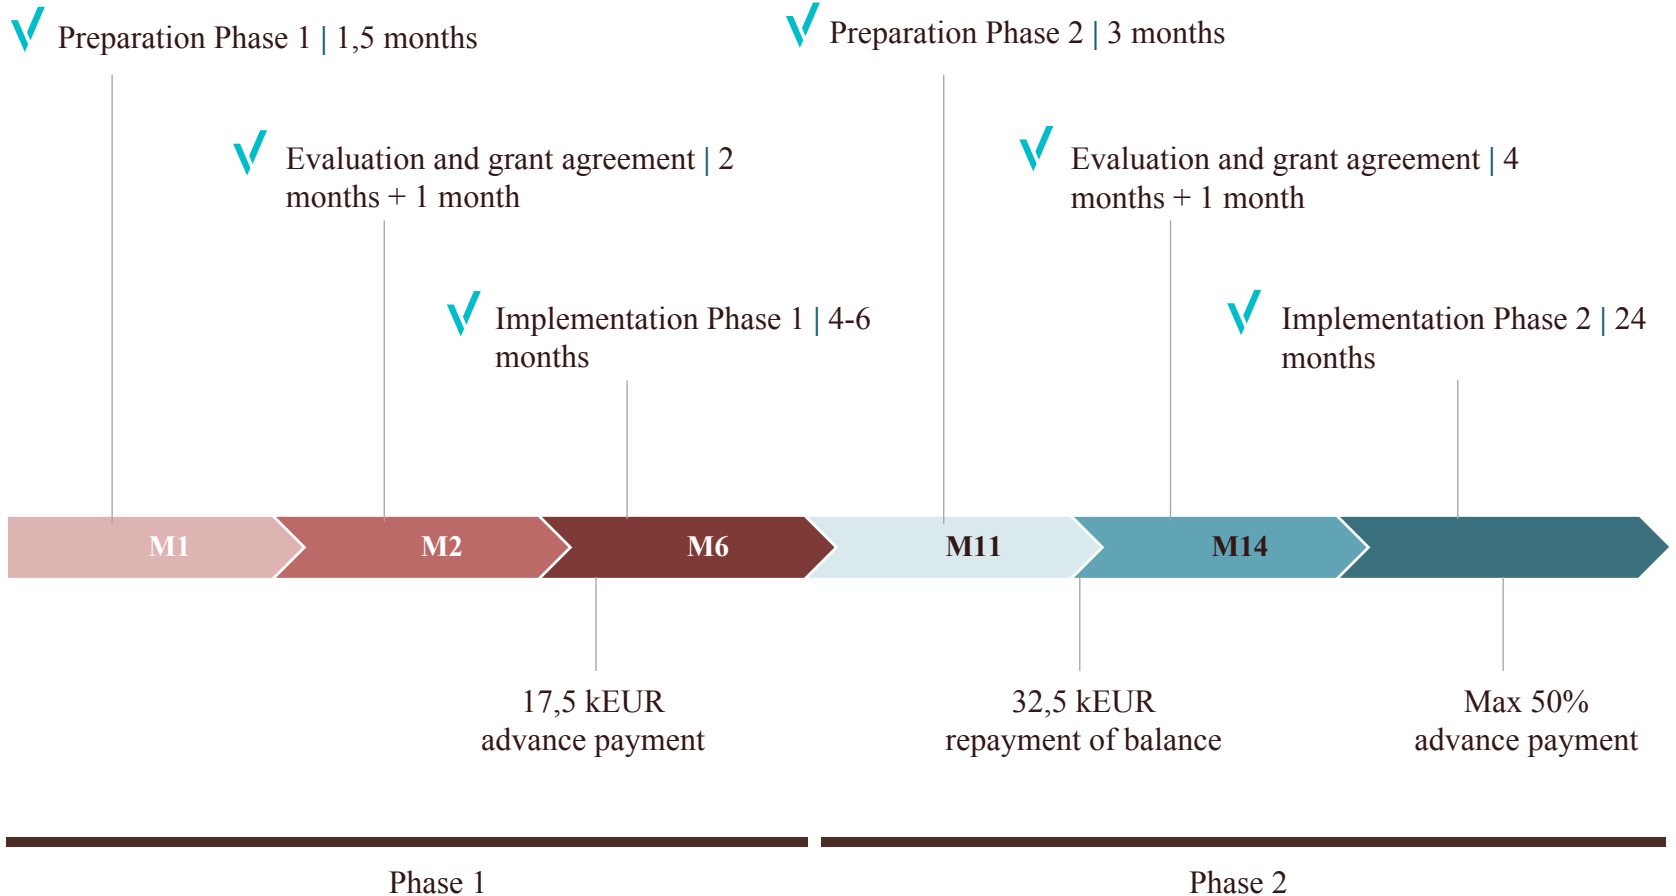 Preparation Phase 1 | 1,5 months
Preparation Phase 2 | 3 months
Evaluation and grant agreement | 2
months + 1 month
Evaluation and grant agreement | 4
months + 1 month
Implementation Phase 1 | 4-6
months
Implementation Phase 2 | 24
months
M1
M2
M6
M11
M14
17,5 kEUR
advance payment
32,5 kEUR
repayment of balance
Max 50%
advance payment
Phase 1
Phase 2